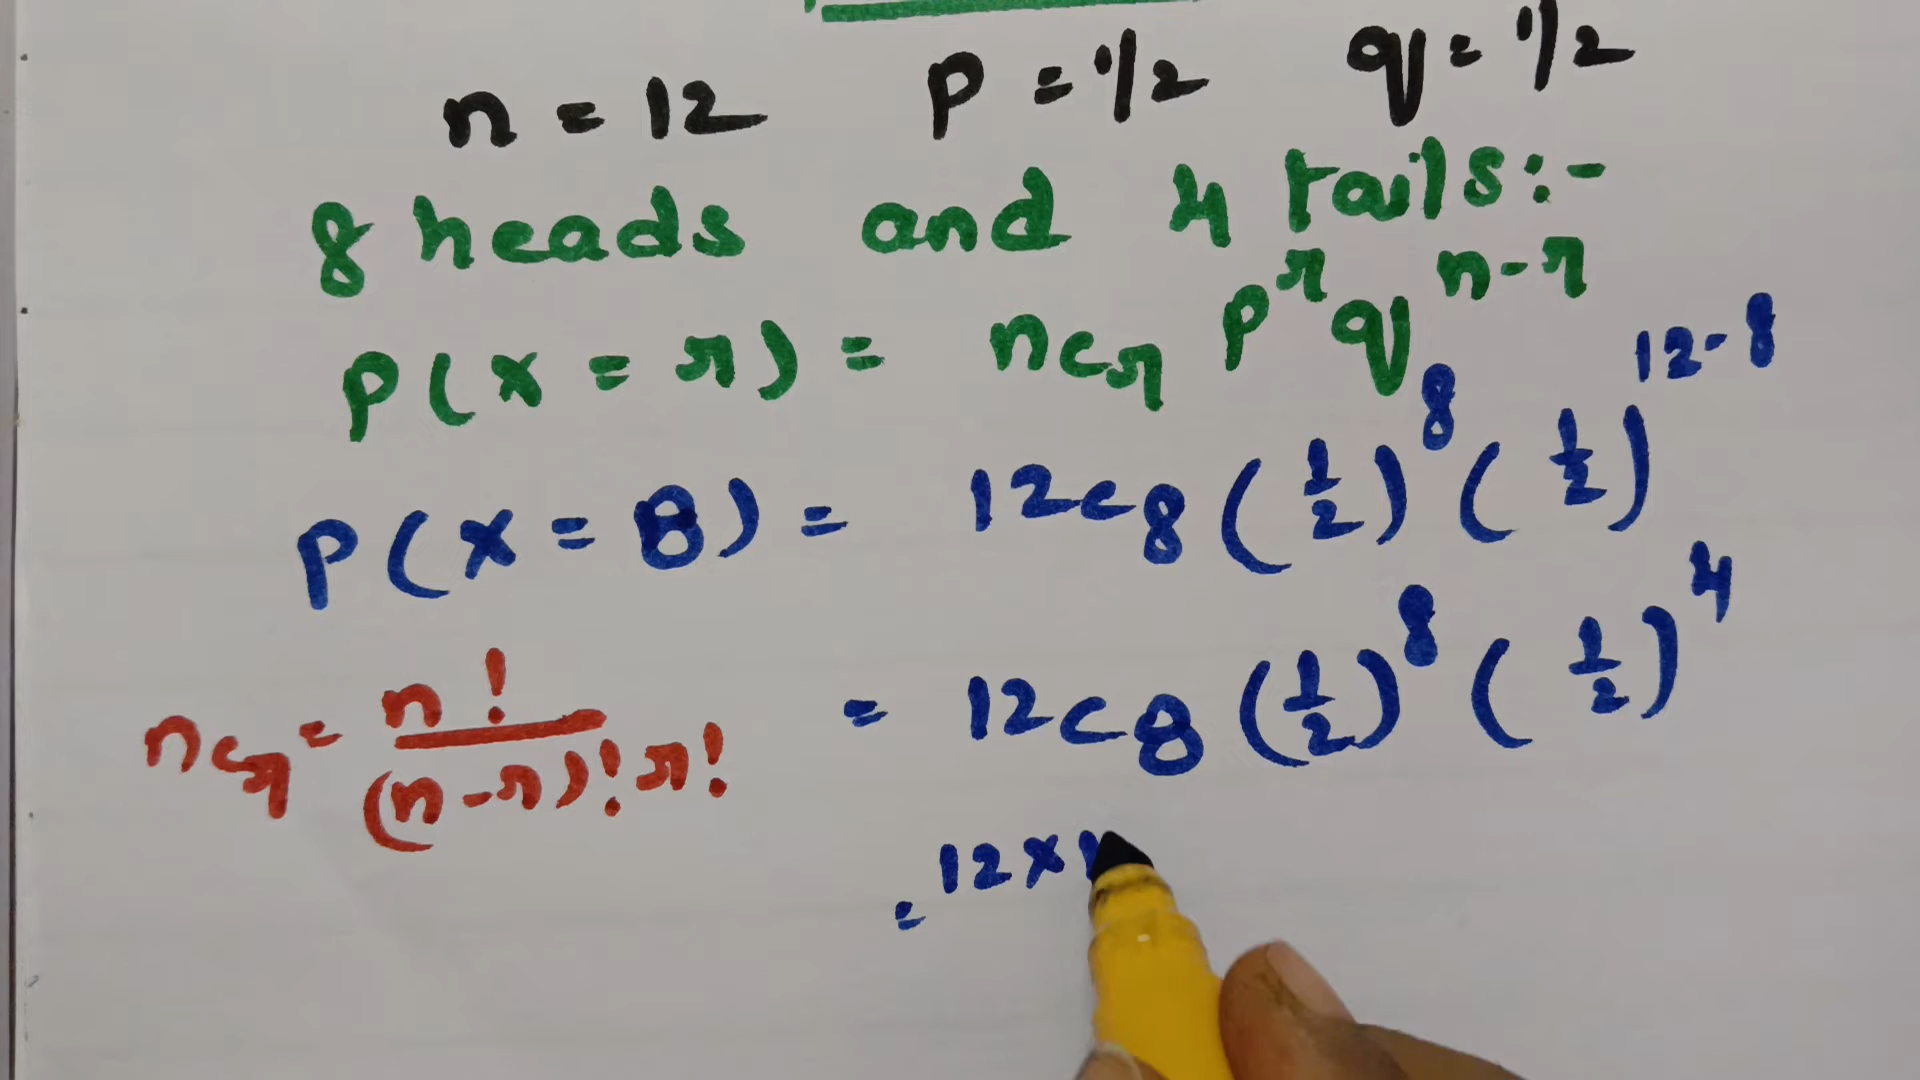 n = 12 P = 1/2 q = 1/2
8 heads and 4 tails:-
P(x = r) = nCr P^r q^n-r
P(x = 8) = 12C8 (1/2)^8 (1/2)^12-8
= 12C8 (1/2)^8 (1/2)^4
nCr = n! / (n-r)! r!
= 12 x 1